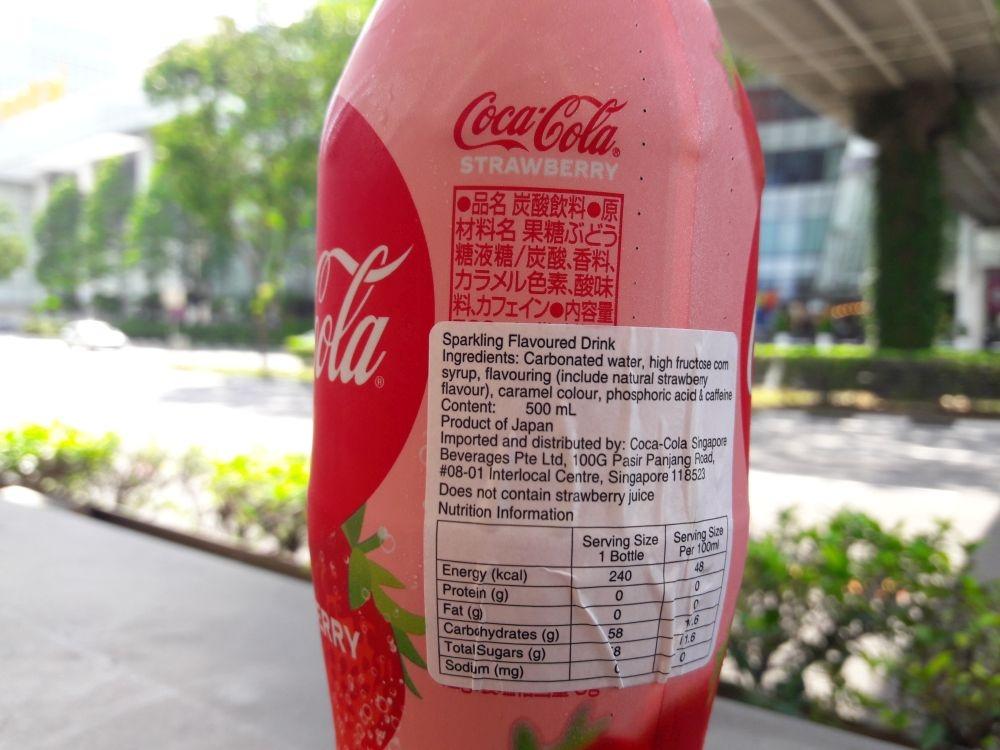 Coca-Cola
STRAWBERRY
●品名 炭酸飲料●原
材料名 果糖ぶどう
糖液糖/炭酸、香料、
カラメル色素、酸味
料、カフェイン●内容量
ola
RRY
Sparkling Flavoured Drink
Ingredients: Carbonated water, high fructose corn
syrup, flavouring (include natural strawberry
flavour), caramel colour, phosphoric acid & caffeine
Content: 500 mL
Product of Japan
Imported and distributed by: Coca-Cola Singapore
Beverages Pte Ltd, 100G Pasir Panjang Road,
#08-01 Interlocal Centre, Singapore 118523
Does not contain strawberry juice
Nutrition Information
Serving Size 1 Bottle Serving Size Per 100ml
Energy (kcal) 240 48
Protein (g) 0 0
Fat (g) 0 0
Carbohydrates (g) 58
Total Sugars (g)
Sodium (mg) 0